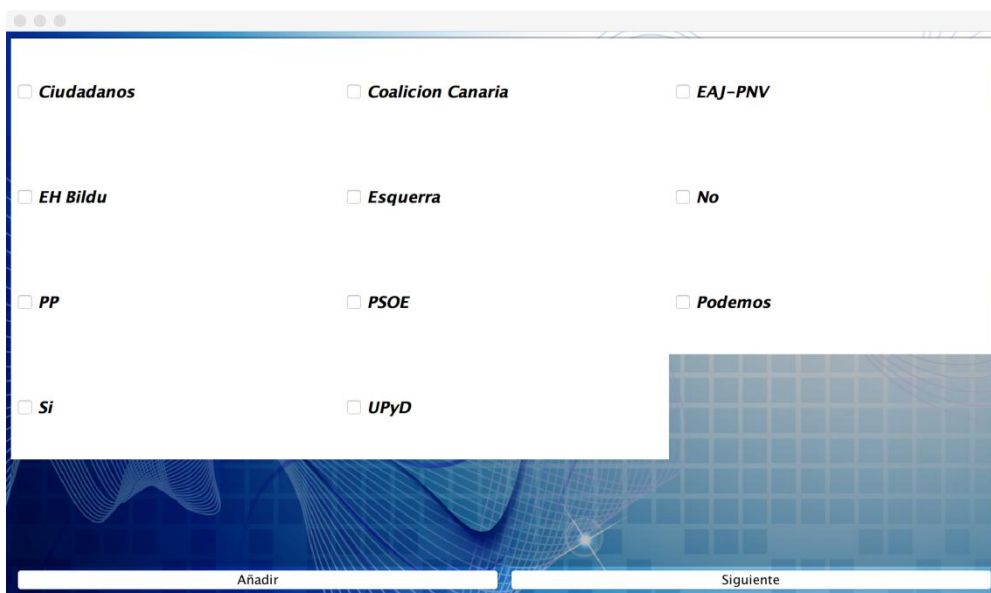 Ciudadanos Coalicion Canaria EAJ-PNV
EH Bildu Esquerra No
PP PSOE Podemos
Si UPyD
Añadir Siguiente